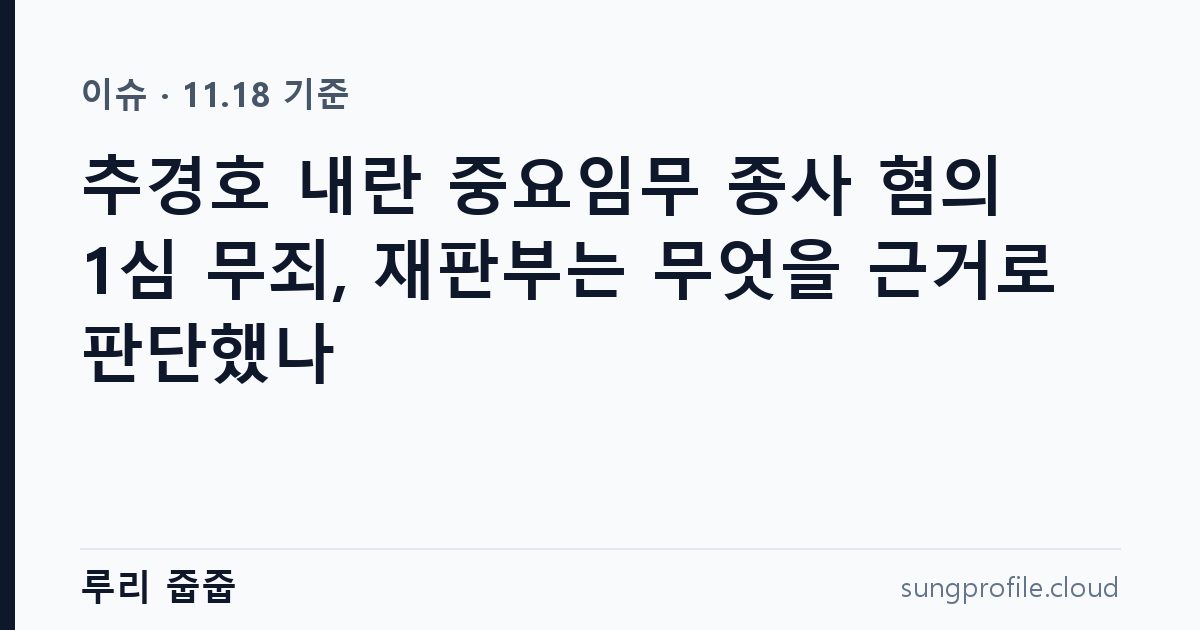 이슈 · 11.18 기준
추경호 내란 중요임무 종사 혐의
1심 무죄, 재판부는 무엇을 근거로
판단했나
루리 줍줍
sungprofile.cloud